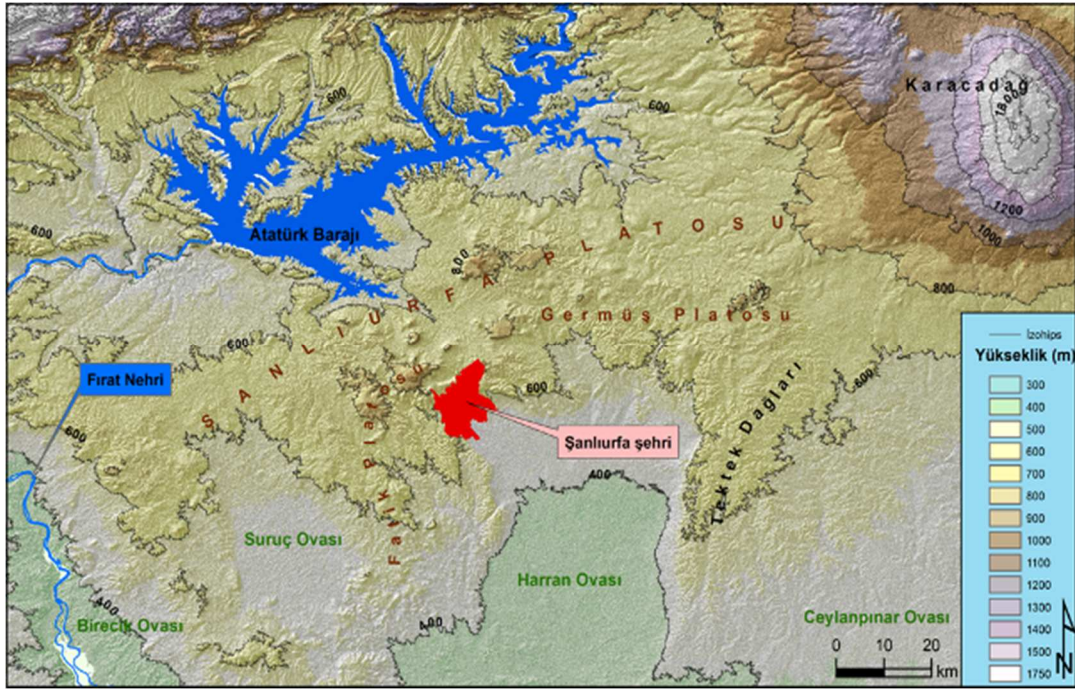 Karacadağ
1800
1200
1000
800
600
600
600
Atatürk Barajı
ŞANLIURFA PLATOSU
800
Germüş Platosu
600
Fırat Nehri
600
Fatik Platosu
600
600
Şanlıurfa şehri
Tektek Dağları
400
Suruç Ovası
Harran Ovası
400
Birecik Ovası
400
Ceylanpınar Ovası
0 10 20
km
İzohips
Yükseklik (m)
300
400
500
600
700
800
900
1000
1100
1200
1300
1400
1500
1750
N